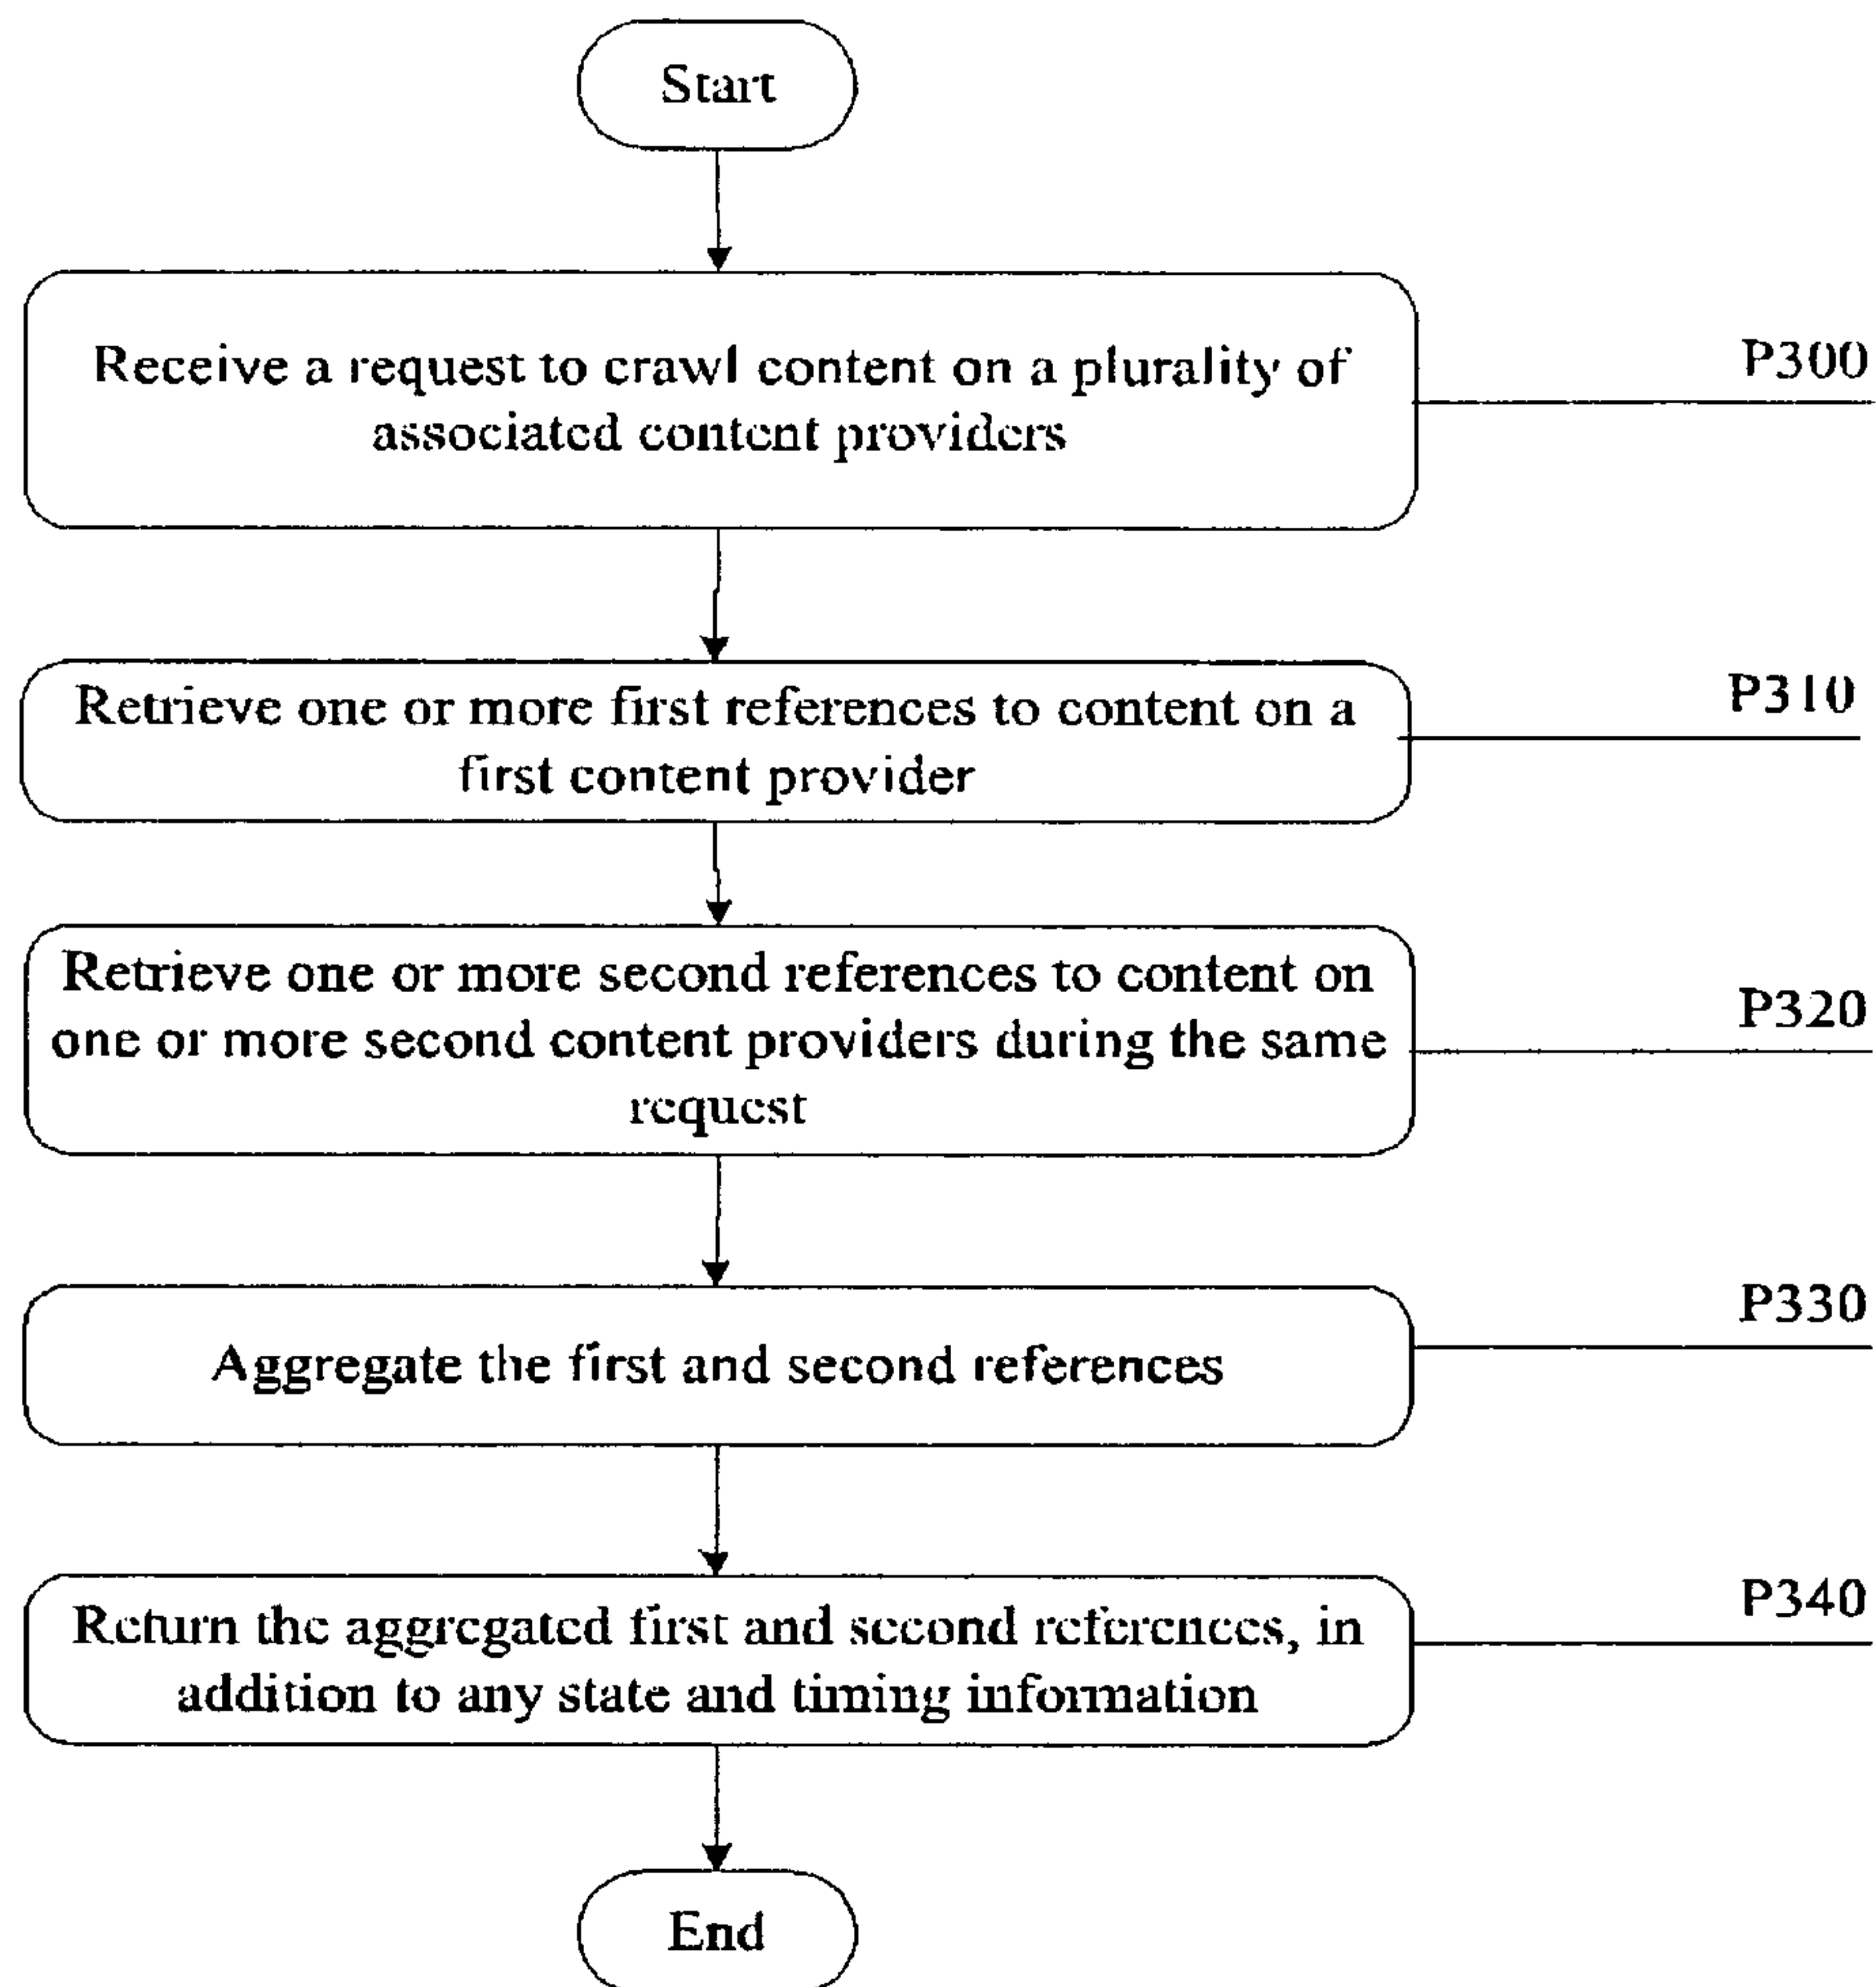 Start
Receive a request to crawl content on a plurality of
associated content providers
P300
Retrieve one or more first references to content on a
first content provider
P310
Retrieve one or more second references to content on
one or more second content providers during the same
request
P320
Aggregate the first and second references
P330
Return the aggregated first and second references, in
addition to any state and timing information
P340
End